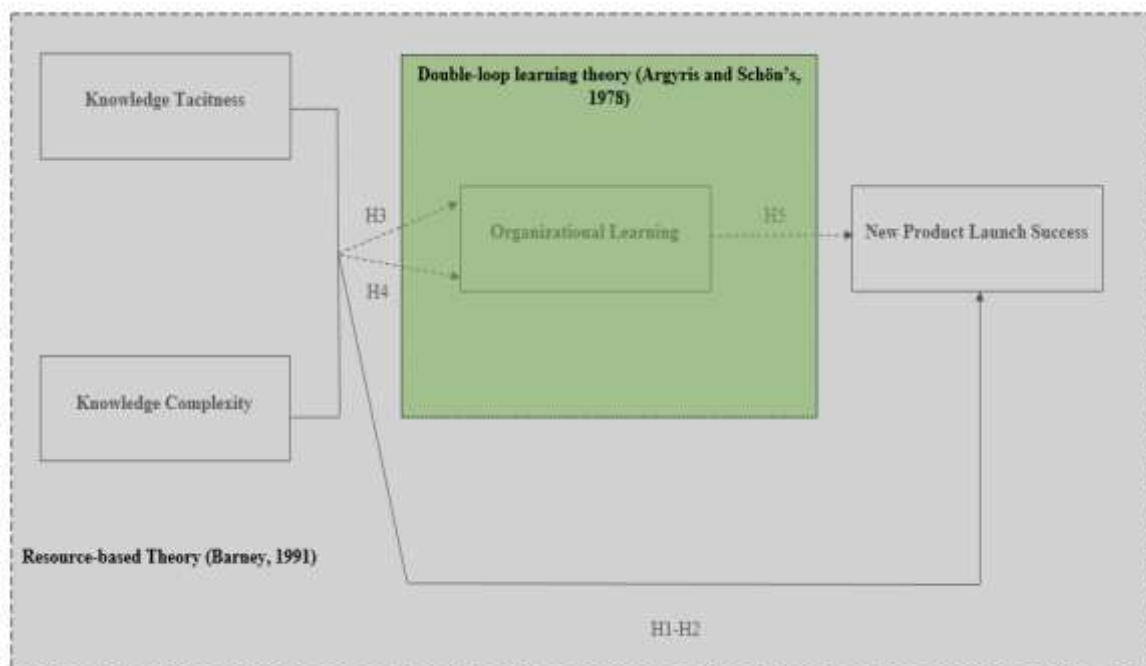 Knowledge Tacitness
Double-loop learning theory (Argyris and Schön's,
1978)
H3
Organizational Learning
H5
New Product Launch Success
H4
Knowledge Complexity
Resource-based Theory (Barney, 1991)
H1-H2